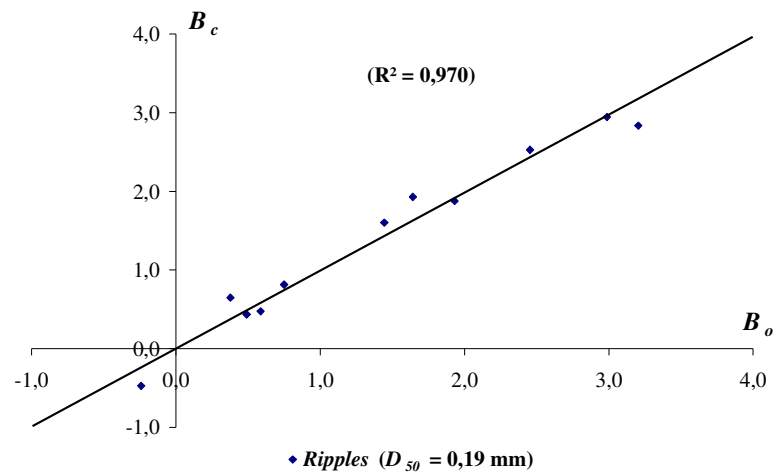 B c
4,0
(R² = 0,970)
3,0
2,0
1,0
B o
0,0
-1,0 0,0 1,0 2,0 3,0 4,0
-1,0
Ripples (D 50 = 0,19 mm)